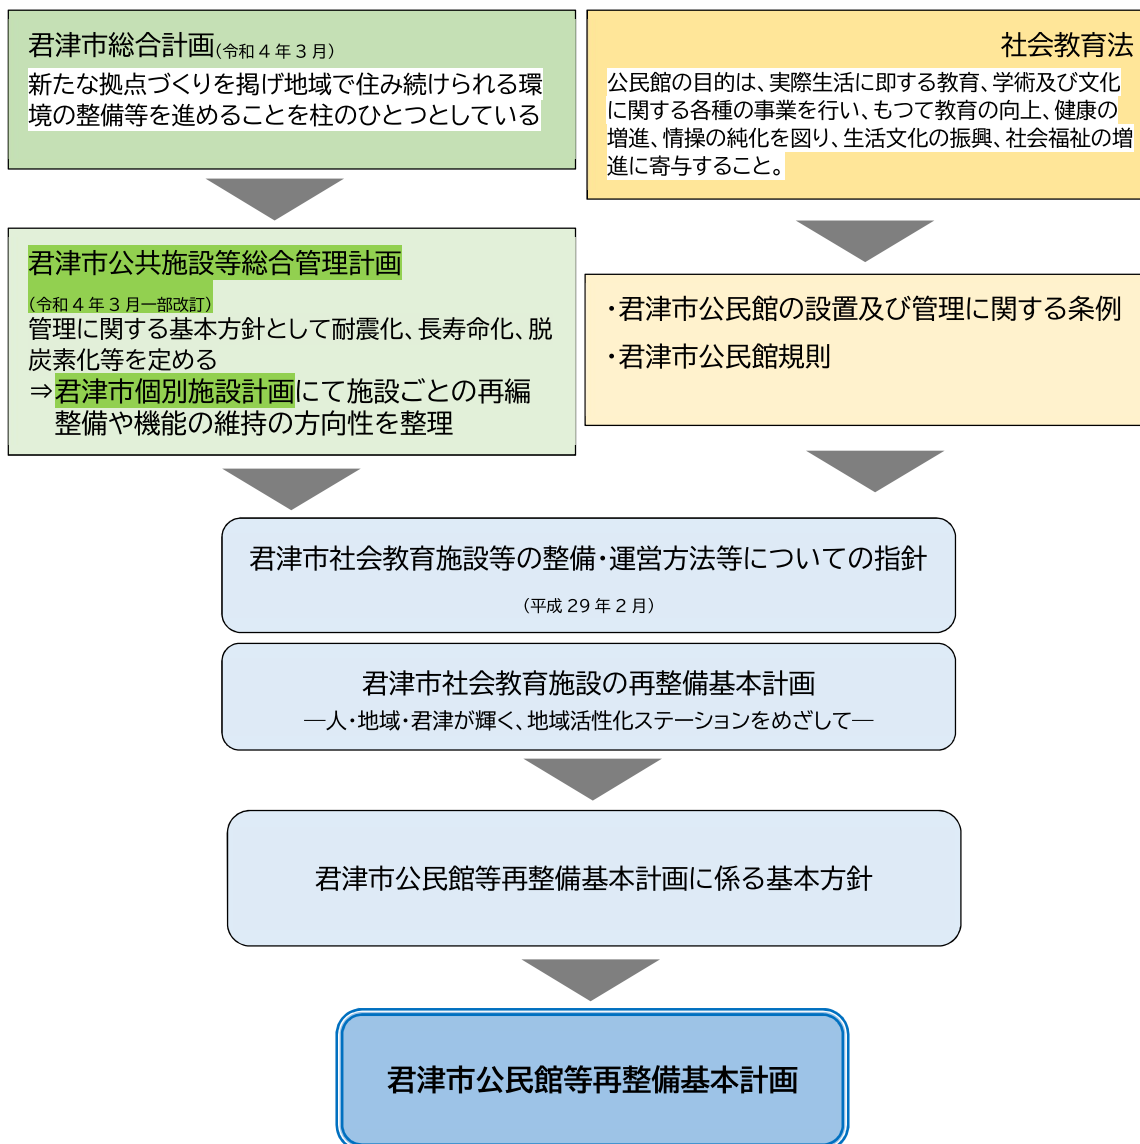 君津市総合計画(令和4年3月)
新たな拠点づくりを掲げ地域で住み続けられる環
境の整備等を進めることを柱のひとつとしている
社会教育法
公民館の目的は、実際生活に即する教育、学術及び文化
に関する各種の事業を行い、もつて教育の向上、健康の
増進、情操の純化を図り、生活文化の振興、社会福祉の増
進に寄与すること。
君津市公共施設等総合管理計画
(令和4年3月一部改訂)
管理に関する基本方針として耐震化、長寿命化、脱
炭素化等を定める
⇒君津市個別施設計画にて施設ごとの再編
整備や機能の維持の方向性を整理
・君津市公民館の設置及び管理に関する条例
・君津市公民館規則
君津市社会教育施設等の整備・運営方法等についての指針
(平成29年2月)
君津市社会教育施設の再整備基本計画
―人・地域・君津が輝く、地域活性化ステーションをめざして―
君津市公民館等再整備基本計画に係る基本方針
君津市公民館等再整備基本計画